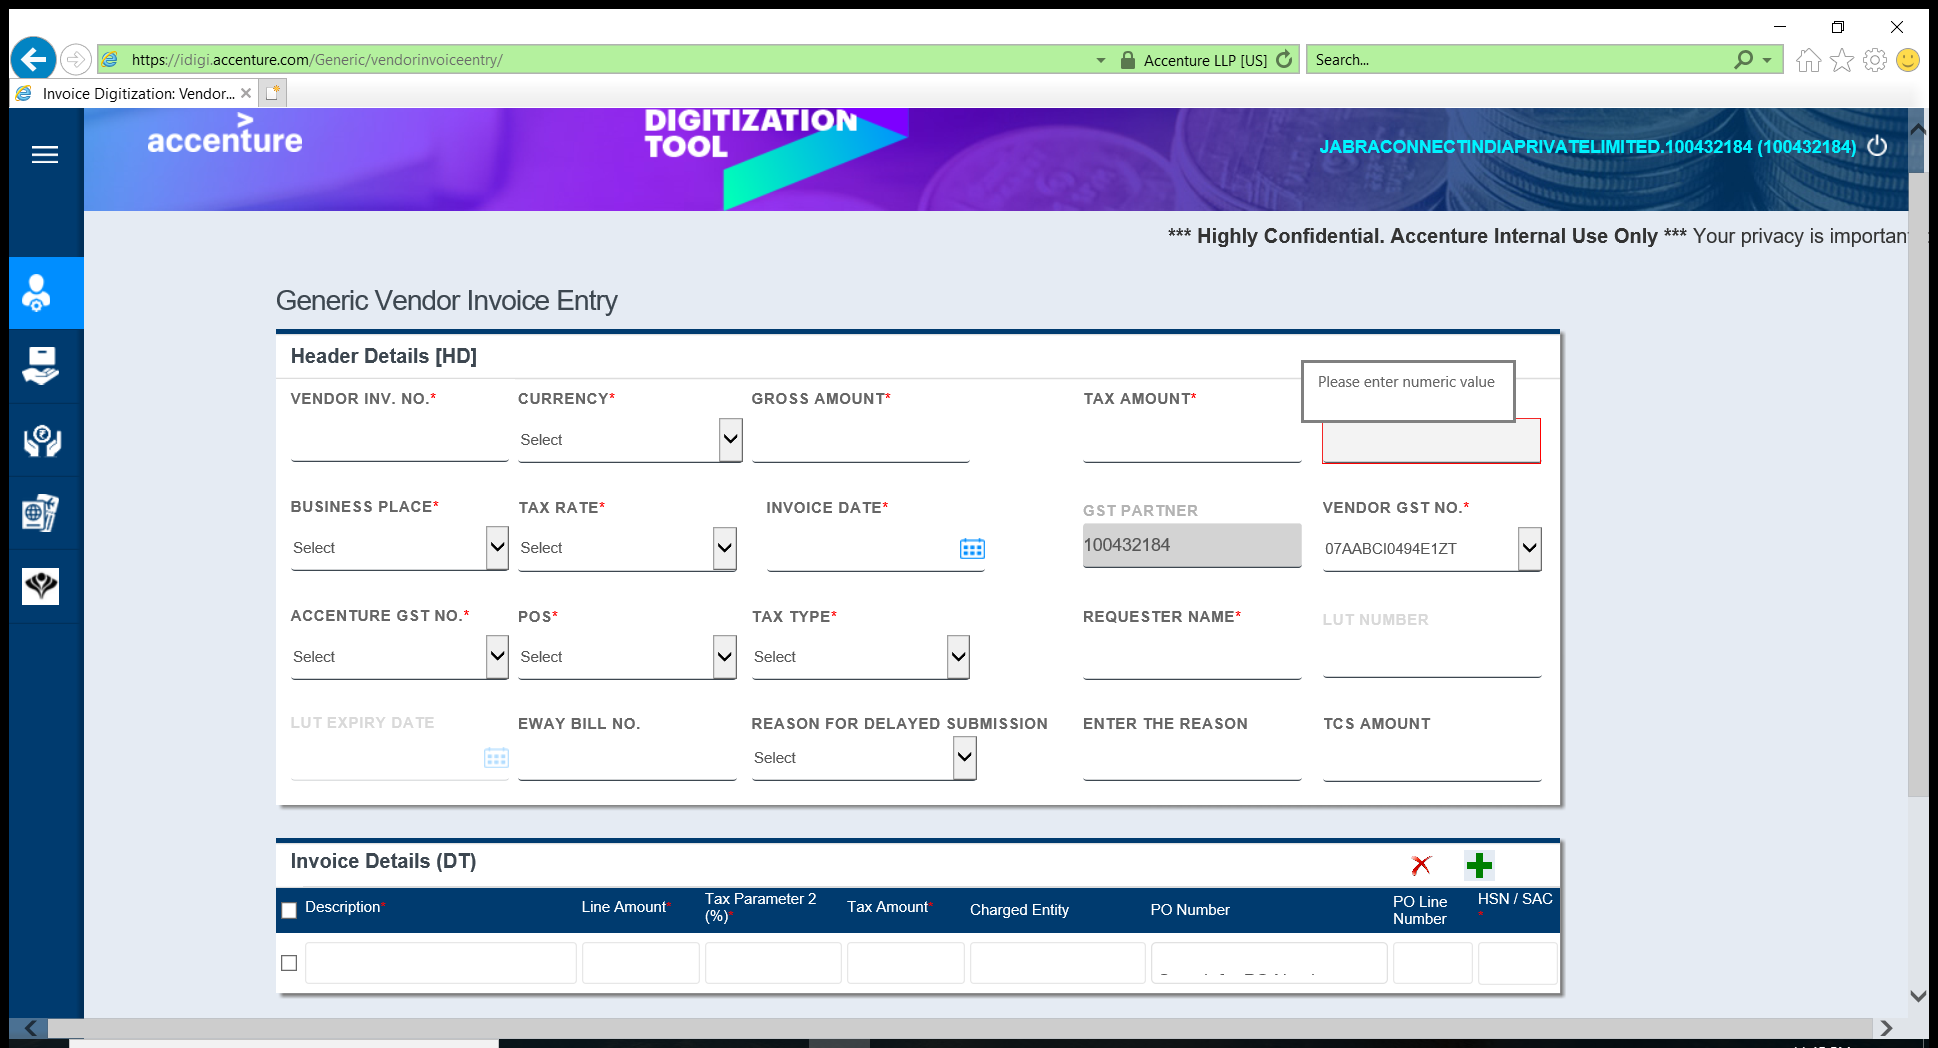 https://idigi.accenture.com/Generic/vendorinvoiceentry/
Accenture LLP [US]
Search...
Invoice Digitization: Vendor...
accenture
DIGITIZATION
TOOL
JABRACONNECTINDIAPRIVATELIMITED.100432184 (100432184)
*** Highly Confidential. Accenture Internal Use Only *** Your privacy is important
Generic Vendor Invoice Entry
Header Details [HD]
Please enter numeric value
VENDOR INV. NO.* CURRENCY* GROSS AMOUNT* TAX AMOUNT*
Select
BUSINESS PLACE* TAX RATE* INVOICE DATE* GST PARTNER VENDOR GST NO.*
Select Select 100432184 07AABCI0494E1ZT
ACCENTURE GST NO.* POS* TAX TYPE* REQUESTER NAME* LUT NUMBER
Select Select Select
LUT EXPIRY DATE EWAY BILL NO. REASON FOR DELAYED SUBMISSION ENTER THE REASON TCS AMOUNT
Select
Invoice Details (DT)
Description* Line Amount* Tax Parameter 2 (%)* Tax Amount* Charged Entity PO Number PO Line Number HSN / SAC *